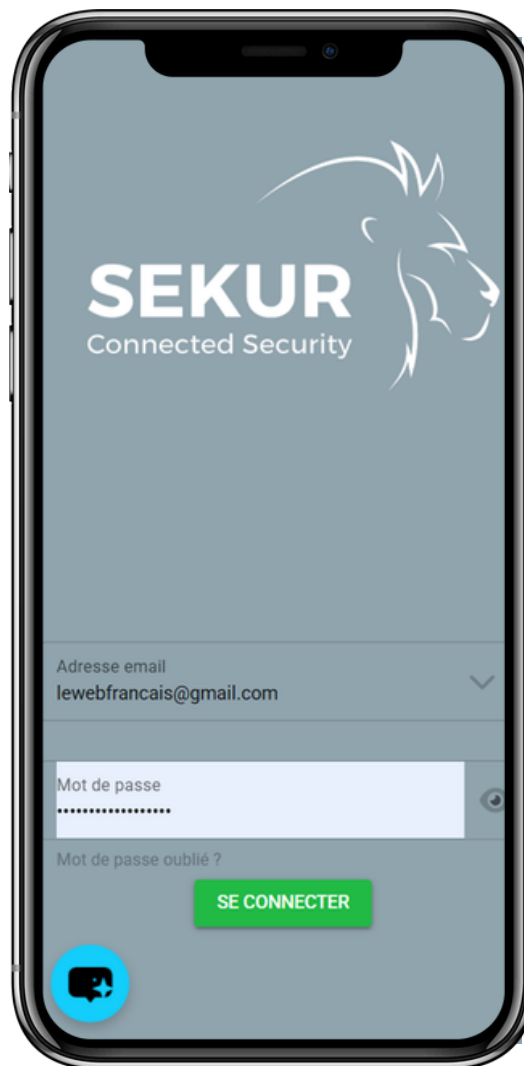 SEKUR
Connected Security
Adresse email
lewebfrancais@gmail.com
Mot de passe
••••••••••••••••••
Mot de passe oublié ?
SE CONNECTER